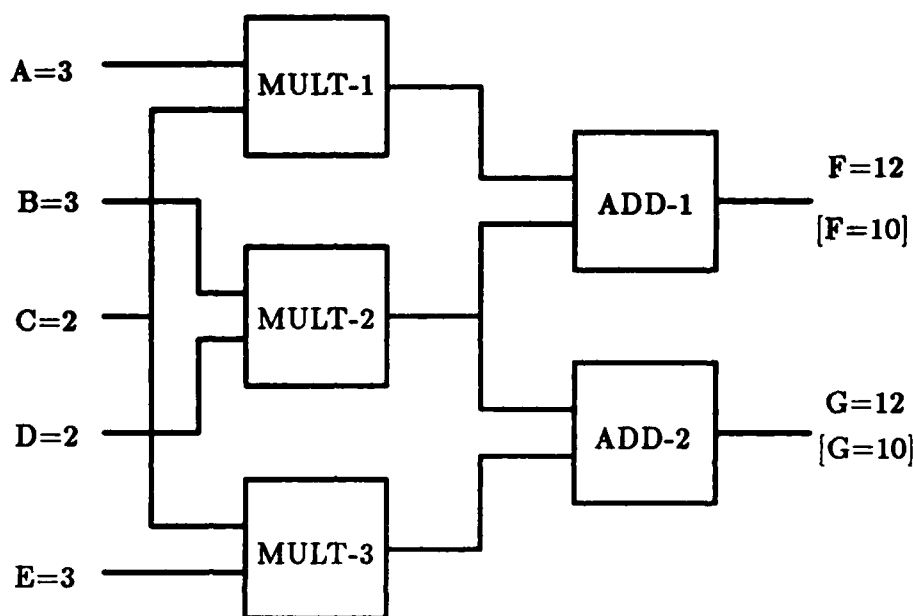 A=3
MULT-1
B=3
ADD-1
F=12
[F=10]
C=2
MULT-2
D=2
ADD-2
G=12
[G=10]
MULT-3
E=3